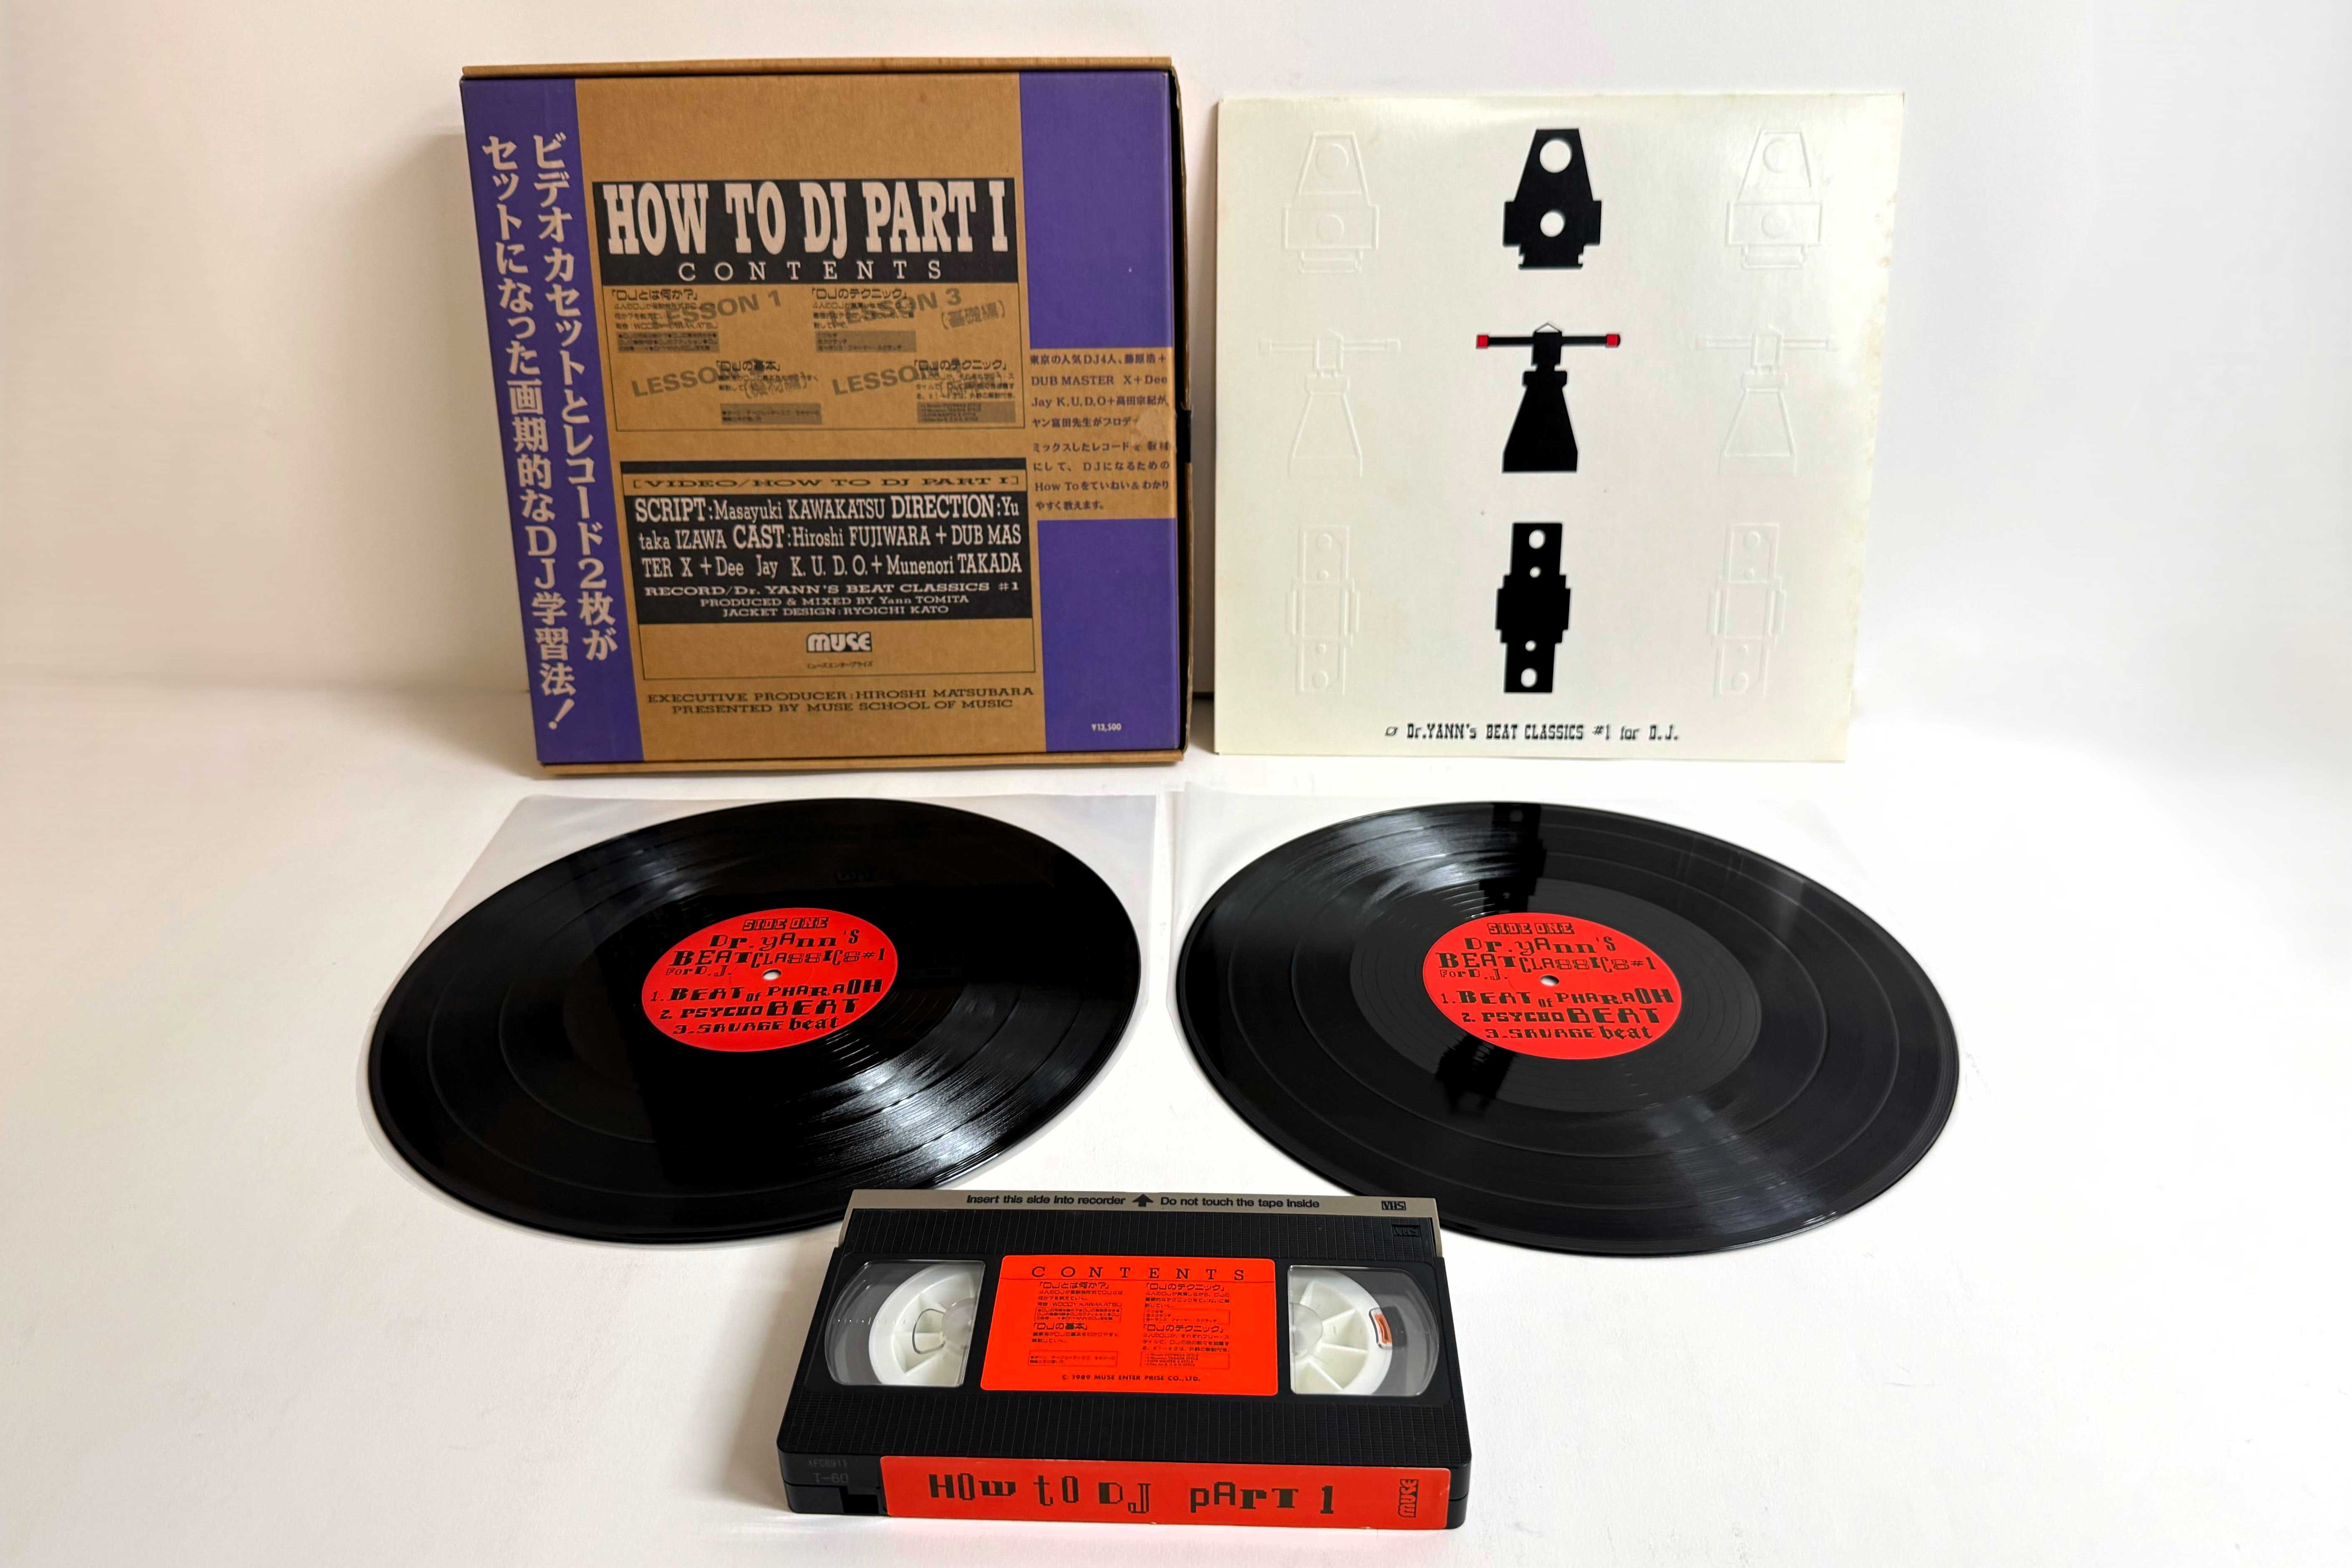 ビデオカセットとレコード2枚が
セットになった画期的なDJ学習法!
HOW TO DJ PART I
CONTENTS
「DJとは何か?」
LESSON 1
「DJのテクニック」
LESSON 3
(基礎編)
「DJの基本」
LESSON
「DJのテクニック」
LESSON
東京の人気DJ4人、藤原浩+
DUB MASTER X+Dee
Jay K.U.D.O+高田宗紀が、
ヤン富田先生がプロデ
ミックスしたレコードを教材
にして、DJになるための
How Toをていねい&わかり
やすく教えます。
[VIDEO/HOW TO DJ PART I]
SCRIPT:Masayuki KAWAKATSU DIRECTION:Yu
taka IZAWA CAST:Hiroshi FUJIWARA + DUB MAS
TER X + Dee Jay K. U. D. O. + Munenori TAKADA
RECORD/Dr. YANN'S BEAT CLASSICS #1
PRODUCED & MIXED BY Yann TOMITA
JACKET DESIGN:RYOICHI KATO
MUSE
ミューズエンタープライズ
EXECUTIVE PRODUCER:HIROSHI MATSUBARA
PRESENTED BY MUSE SCHOOL OF MUSIC
¥13,500
Dr.YANN's BEAT CLASSICS #1 for D.J.
SIDE ONE
Dr.yAnn'S
BEAT CLASSICS#1
For D.J.
1. BEAT OF PHARAOH
2. PSYCHO BEAT
3. SAVAGE beat
SIDE ONE
Dr.yAnn'S
BEAT CLASSICS#1
For D.J.
1. BEAT OF PHARAOH
2. PSYCHO BEAT
3. SAVAGE beat
Insert this side into recorder Do not touch the tape inside
VHS
VHS
CONTENTS
「DJとは何か?」
「DJのテクニック」
「DJの基本」
「DJのテクニック」
© 1989 MUSE ENTER PRISE CO.,LTD.
T-60
HOw tO DJ pArT 1
MUSE